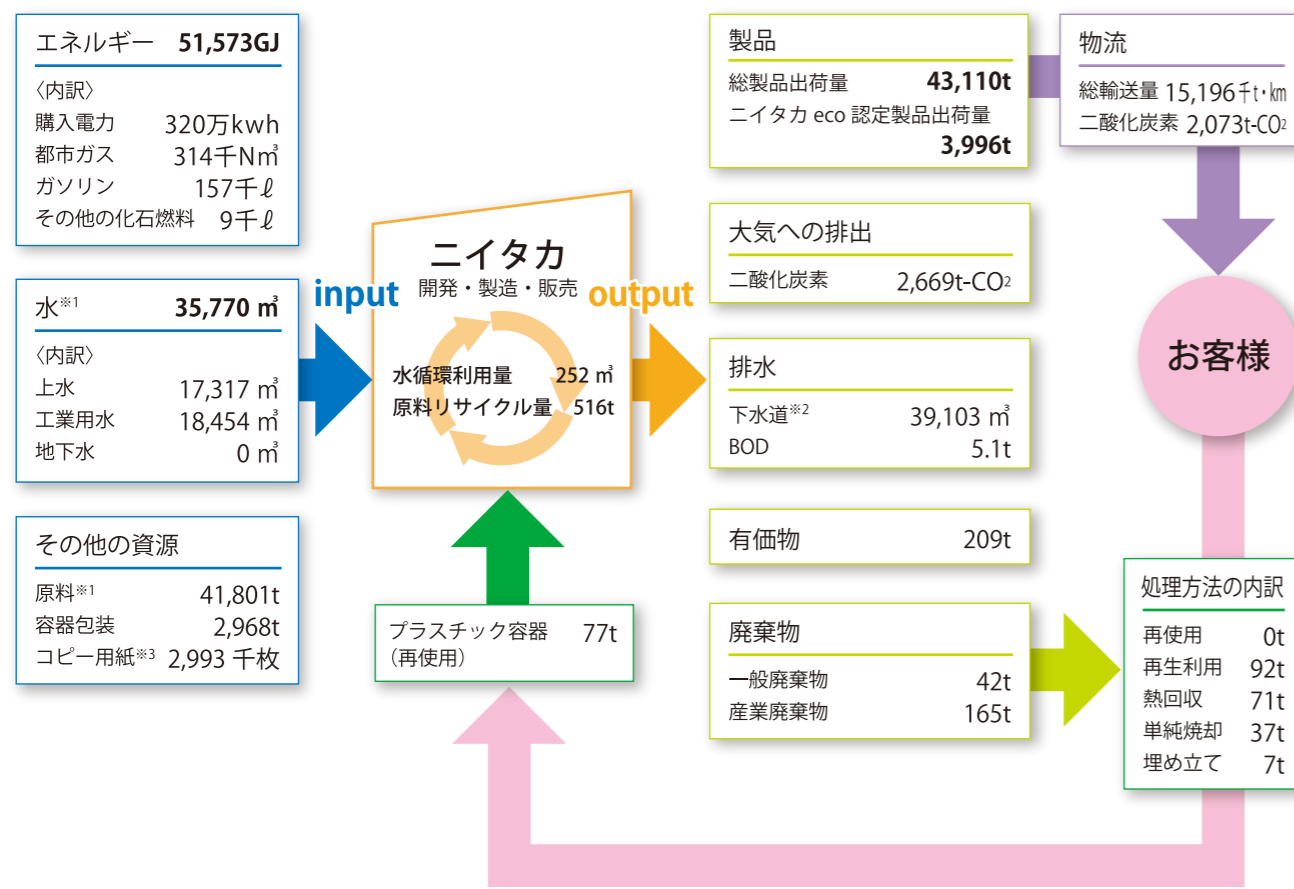 エネルギー 51,573GJ
〈内訳〉
購入電力 320万kwh
都市ガス 314千N㎥
ガソリン 157千ℓ
その他の化石燃料 9千ℓ
水※1 35,770 ㎥
〈内訳〉
上水 17,317 ㎥
工業用水 18,454 ㎥
地下水 0 ㎥
その他の資源
原料※1 41,801t
容器包装 2,968t
コピー用紙※3 2,993 千枚
input
ニイタカ
開発・製造・販売
水循環利用量 252 ㎥
原料リサイクル量 516t
output
プラスチック容器 77t
（再使用）
製品
総製品出荷量 43,110t
ニイタカ eco 認定製品出荷量
3,996t
大気への排出
二酸化炭素 2,669t-CO2
排水
下水道※2 39,103 ㎥
BOD 5.1t
有価物 209t
廃棄物
一般廃棄物 42t
産業廃棄物 165t
物流
総輸送量 15,196千t・㎞
二酸化炭素 2,073t-CO2
お客様
処理方法の内訳
再使用 0t
再生利用 92t
熱回収 71t
単純焼却 37t
埋め立て 7t